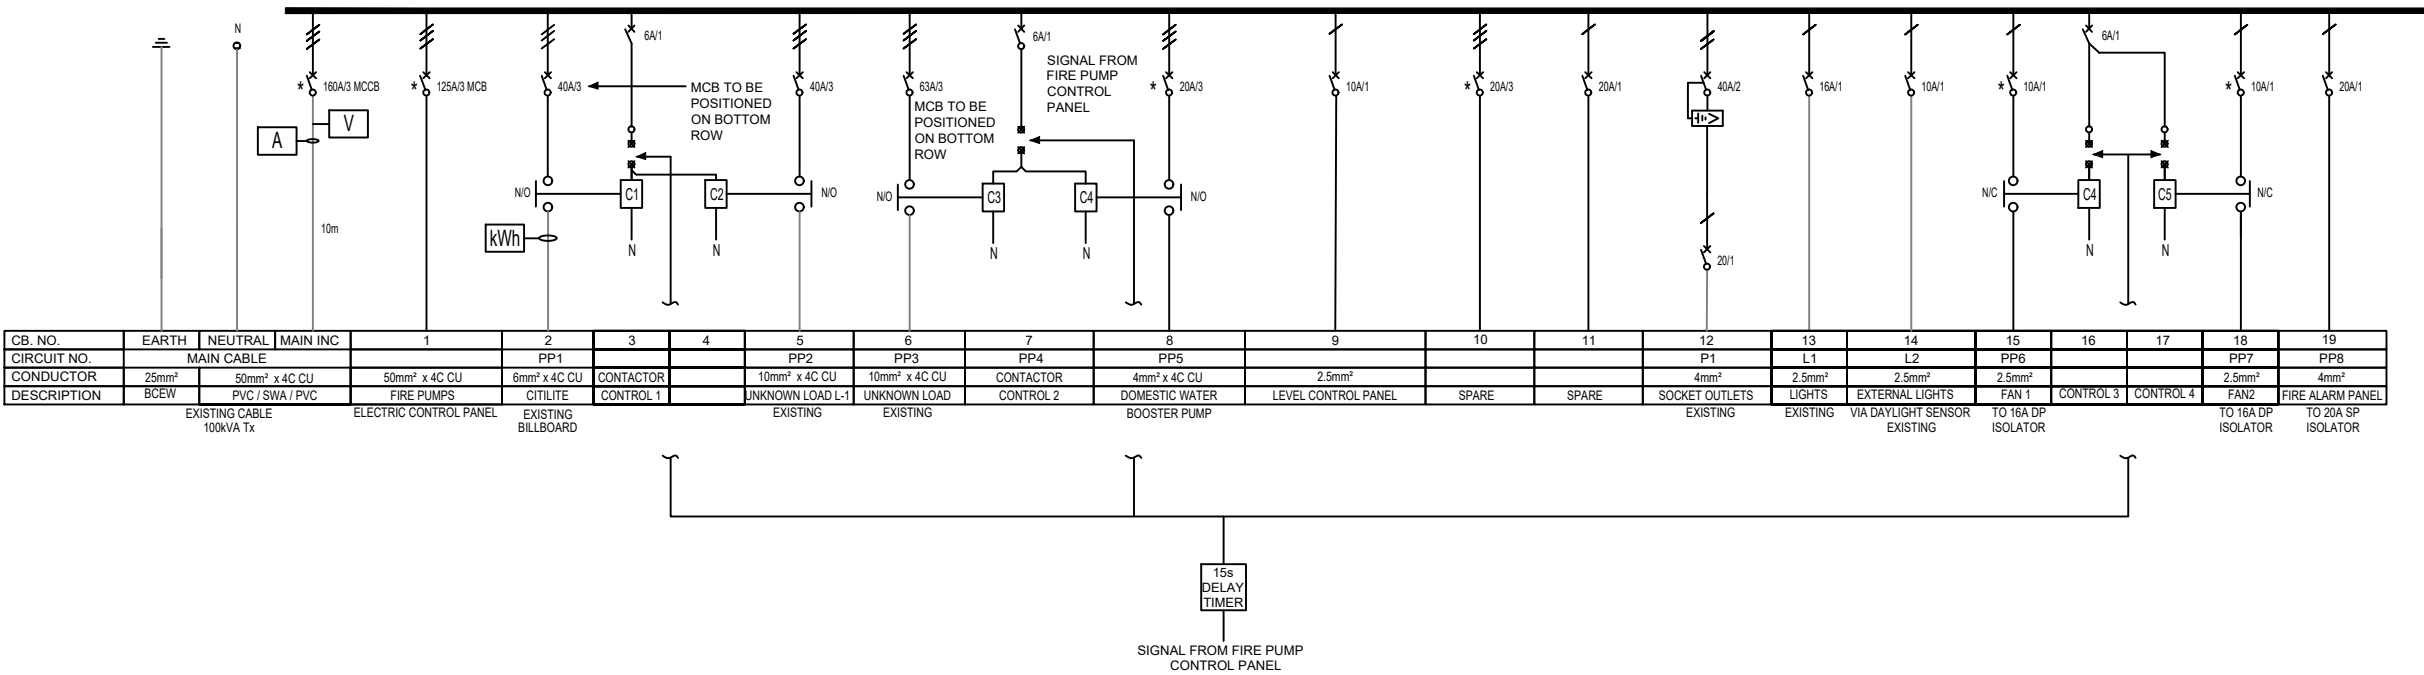 N
6A/1
6A/1
6A/1
* 160A/3 MCCB
* 125A/3 MCB
40A/3
MCB TO BE
POSITIONED
ON BOTTOM
ROW
40A/3
63A/3
MCB TO BE
POSITIONED
ON BOTTOM
ROW
SIGNAL FROM
FIRE PUMP
CONTROL
PANEL
* 20A/3
10A/1
* 20A/3
20A/1
40A/2
16A/1
10A/1
* 10A/1
* 10A/1
20A/1
A
V
10m
N/O
C1
C2
N/O
N/O
C3
C4
N/O
N/C
C4
C5
N/C
kWh
N
N
N
N
N
N
20/1
CB. NO. EARTH NEUTRAL MAIN INC 1 2 3 4 5 6 7 8 9 10 11 12 13 14 15 16 17 18 19
CIRCUIT NO. MAIN CABLE PP1 PP2 PP3 PP4 PP5 P1 L1 L2 PP6 PP7 PP8
CONDUCTOR 25mm² 50mm² x 4C CU 50mm² x 4C CU 6mm² x 4C CU CONTACTOR 10mm² x 4C CU 10mm² x 4C CU CONTACTOR 4mm² x 4C CU 2.5mm² 4mm² 2.5mm² 2.5mm² 2.5mm² 2.5mm² 4mm²
DESCRIPTION BCEW PVC / SWA / PVC FIRE PUMPS CITILITE CONTROL 1 UNKNOWN LOAD L-1 UNKNOWN LOAD CONTROL 2 DOMESTIC WATER LEVEL CONTROL PANEL SPARE SPARE SOCKET OUTLETS LIGHTS EXTERNAL LIGHTS FAN 1 CONTROL 3 CONTROL 4 FAN2 FIRE ALARM PANEL
EXISTING CABLE ELECTRIC CONTROL PANEL EXISTING EXISTING EXISTING BOOSTER PUMP EXISTING EXISTING VIA DAYLIGHT SENSOR TO 16A DP TO 16A DP TO 20A SP
100kVA Tx BILLBOARD EXISTING ISOLATOR ISOLATOR ISOLATOR
15s
DELAY
TIMER
SIGNAL FROM FIRE PUMP
CONTROL PANEL